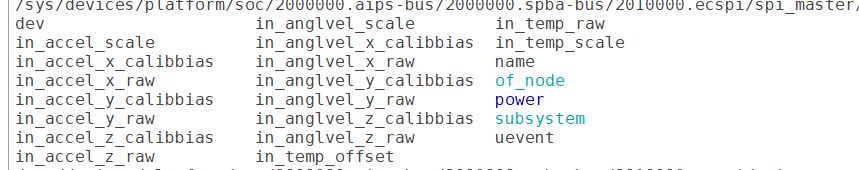 /sys/devices/platform/soc/2000000.aips-bus/2000000.spba-bus/2010000.ecspi/spi_master/
dev in_anglvel_scale in_temp_raw
in_accel_scale in_anglvel_x_calibbias in_temp_scale
in_accel_x_calibbias in_anglvel_x_raw name
in_accel_x_raw in_anglvel_y_calibbias of_node
in_accel_y_calibbias in_anglvel_y_raw power
in_accel_y_raw in_anglvel_z_calibbias subsystem
in_accel_z_calibbias in_anglvel_z_raw uevent
in_accel_z_raw in_temp_offset